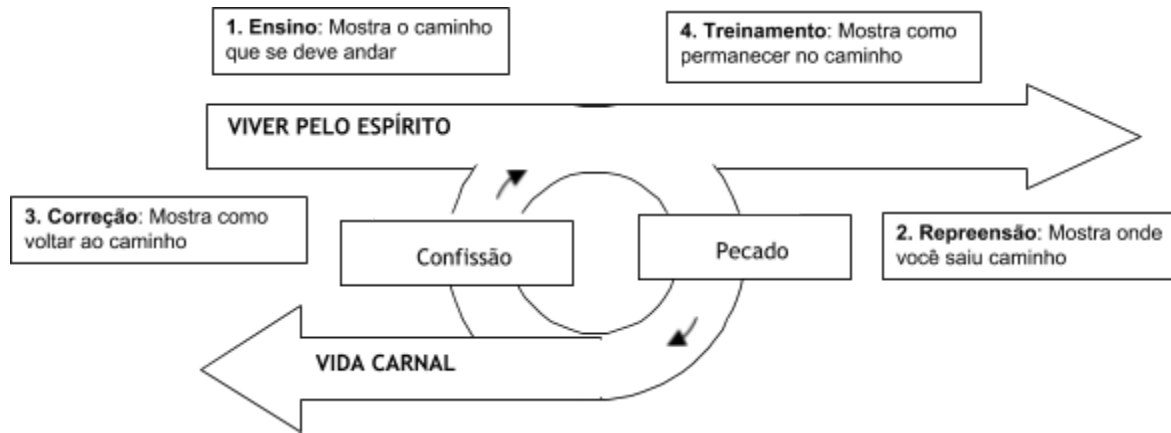 1. Ensino: Mostra o caminho
que se deve andar
4. Treinamento: Mostra como
permanecer no caminho
VIVER PELO ESPÍRITO
3. Correção: Mostra como
voltar ao caminho
Confissão
Pecado
2. Repreensão: Mostra onde
você saiu caminho
VIDA CARNAL